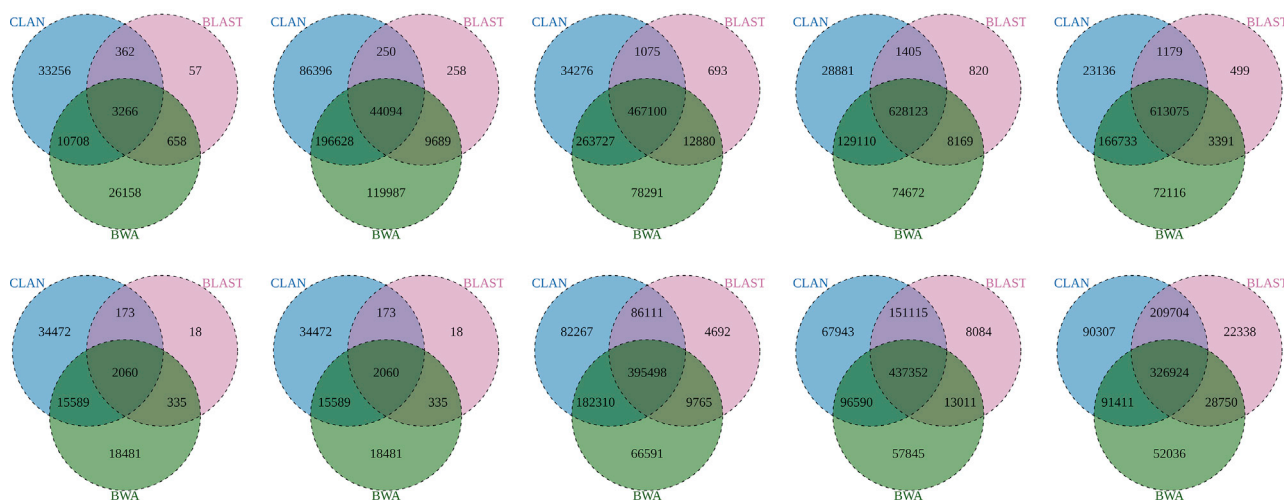 CLAN BLAST CLAN BLAST CLAN BLAST CLAN BLAST CLAN BLAST
362 250 1075 1405 1179
33256 57 86396 258 34276 693 28881 820 23136 499
3266 44094 467100 628123 613075
10708 658 196628 9689 263727 12880 129110 8169 166733 3391
26158 119987 78291 74672 72116
BWA BWA BWA BWA BWA
CLAN BLAST CLAN BLAST CLAN BLAST CLAN BLAST CLAN BLAST
173 173 86111 151115 209704
34472 18 34472 18 82267 4692 67943 8084 90307 22338
2060 2060 395498 437352 326924
15589 335 15589 335 182310 9765 96590 13011 91411 28750
18481 18481 66591 57845 52036
BWA BWA BWA BWA BWA